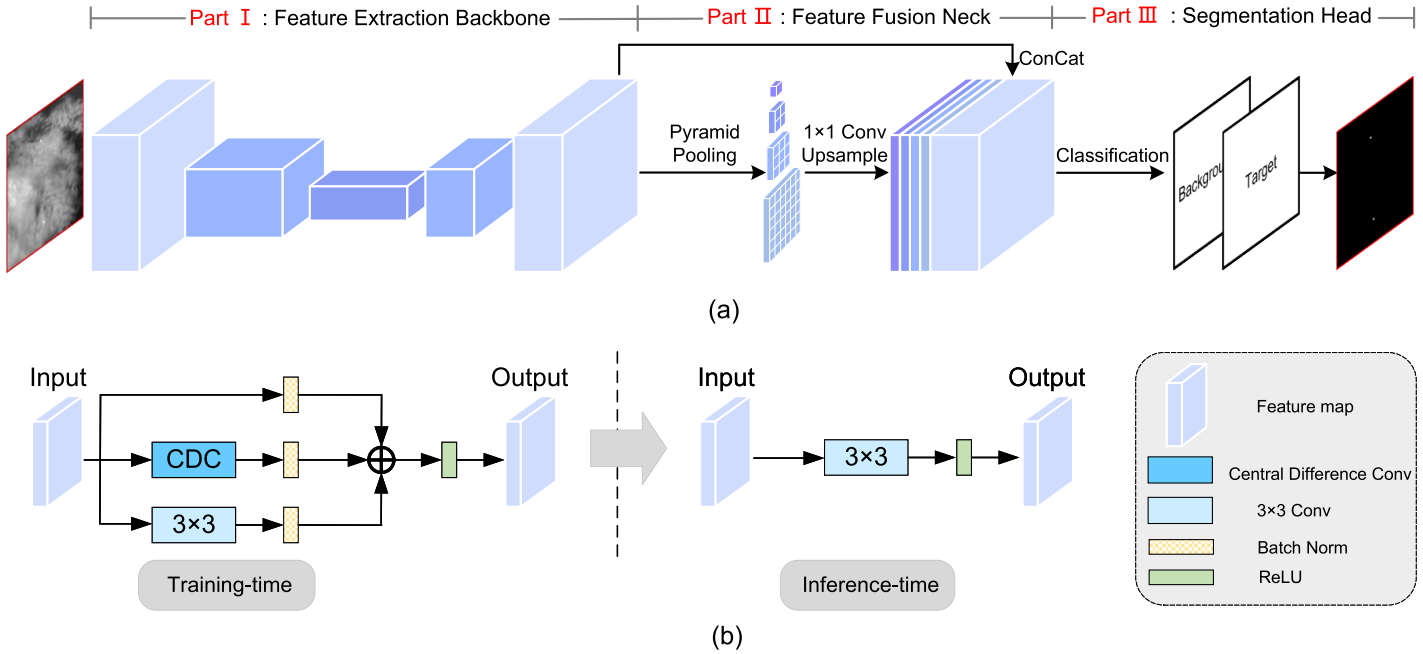 Part Ⅰ : Feature Extraction Backbone
Part Ⅱ : Feature Fusion Neck
Part Ⅲ : Segmentation Head
ConCat
Pyramid
Pooling
1×1 Conv
Upsample
Classification
Backgrou
Target
(a)
Input
Output
CDC
3×3
Training-time
Input
Output
3×3
Inference-time
Feature map
Central Difference Conv
3×3 Conv
Batch Norm
ReLU
(b)